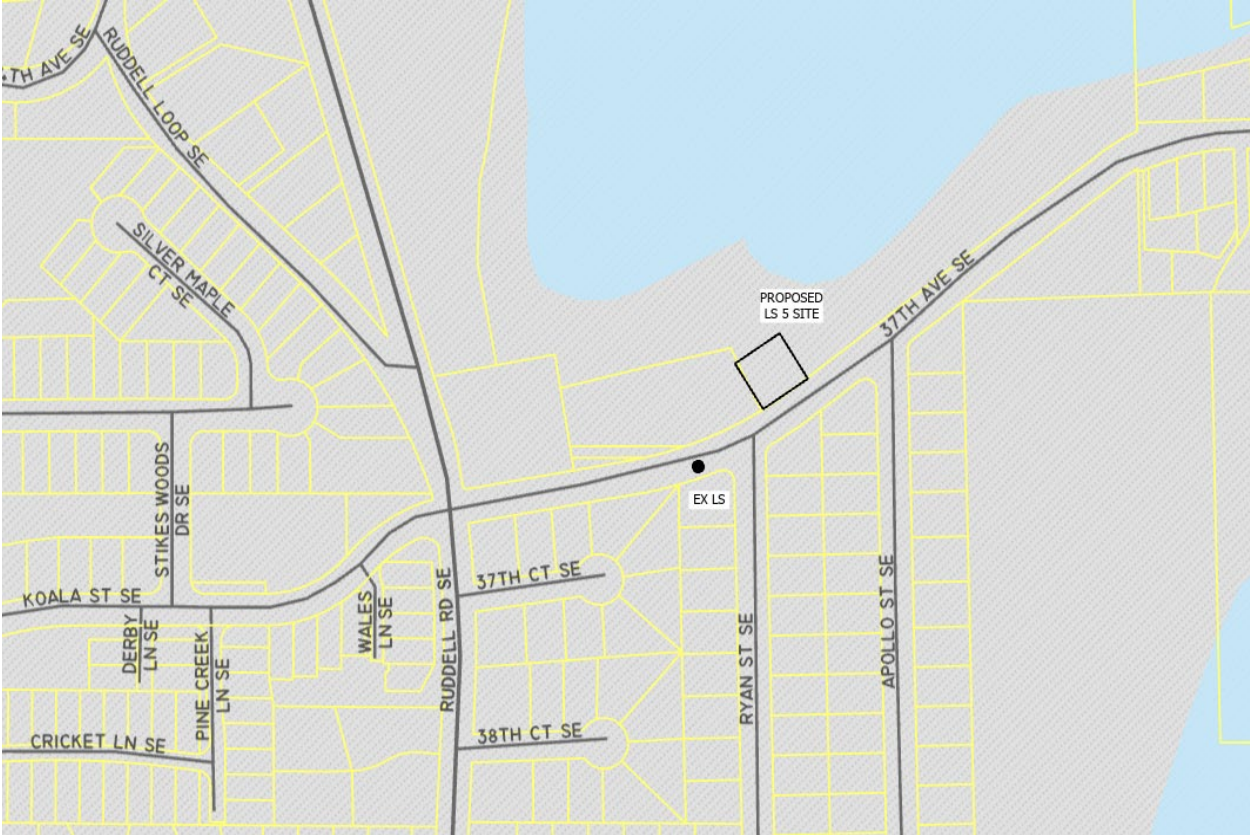 4TH AVE SE
RUDDELL LOOP SE
SILVER MAPLE
CT SE
PROPOSED
LS 5 SITE
37TH AVE SE
EX LS
STIKES WOODS
DR SE
KOALA ST SE
DERBY
LN SE
PINE CREEK
LN SE
CRICKET LN SE
WALES
LN SE
RUDDELL RD SE
37TH CT SE
38TH CT SE
RYAN ST SE
APOLLO ST SE